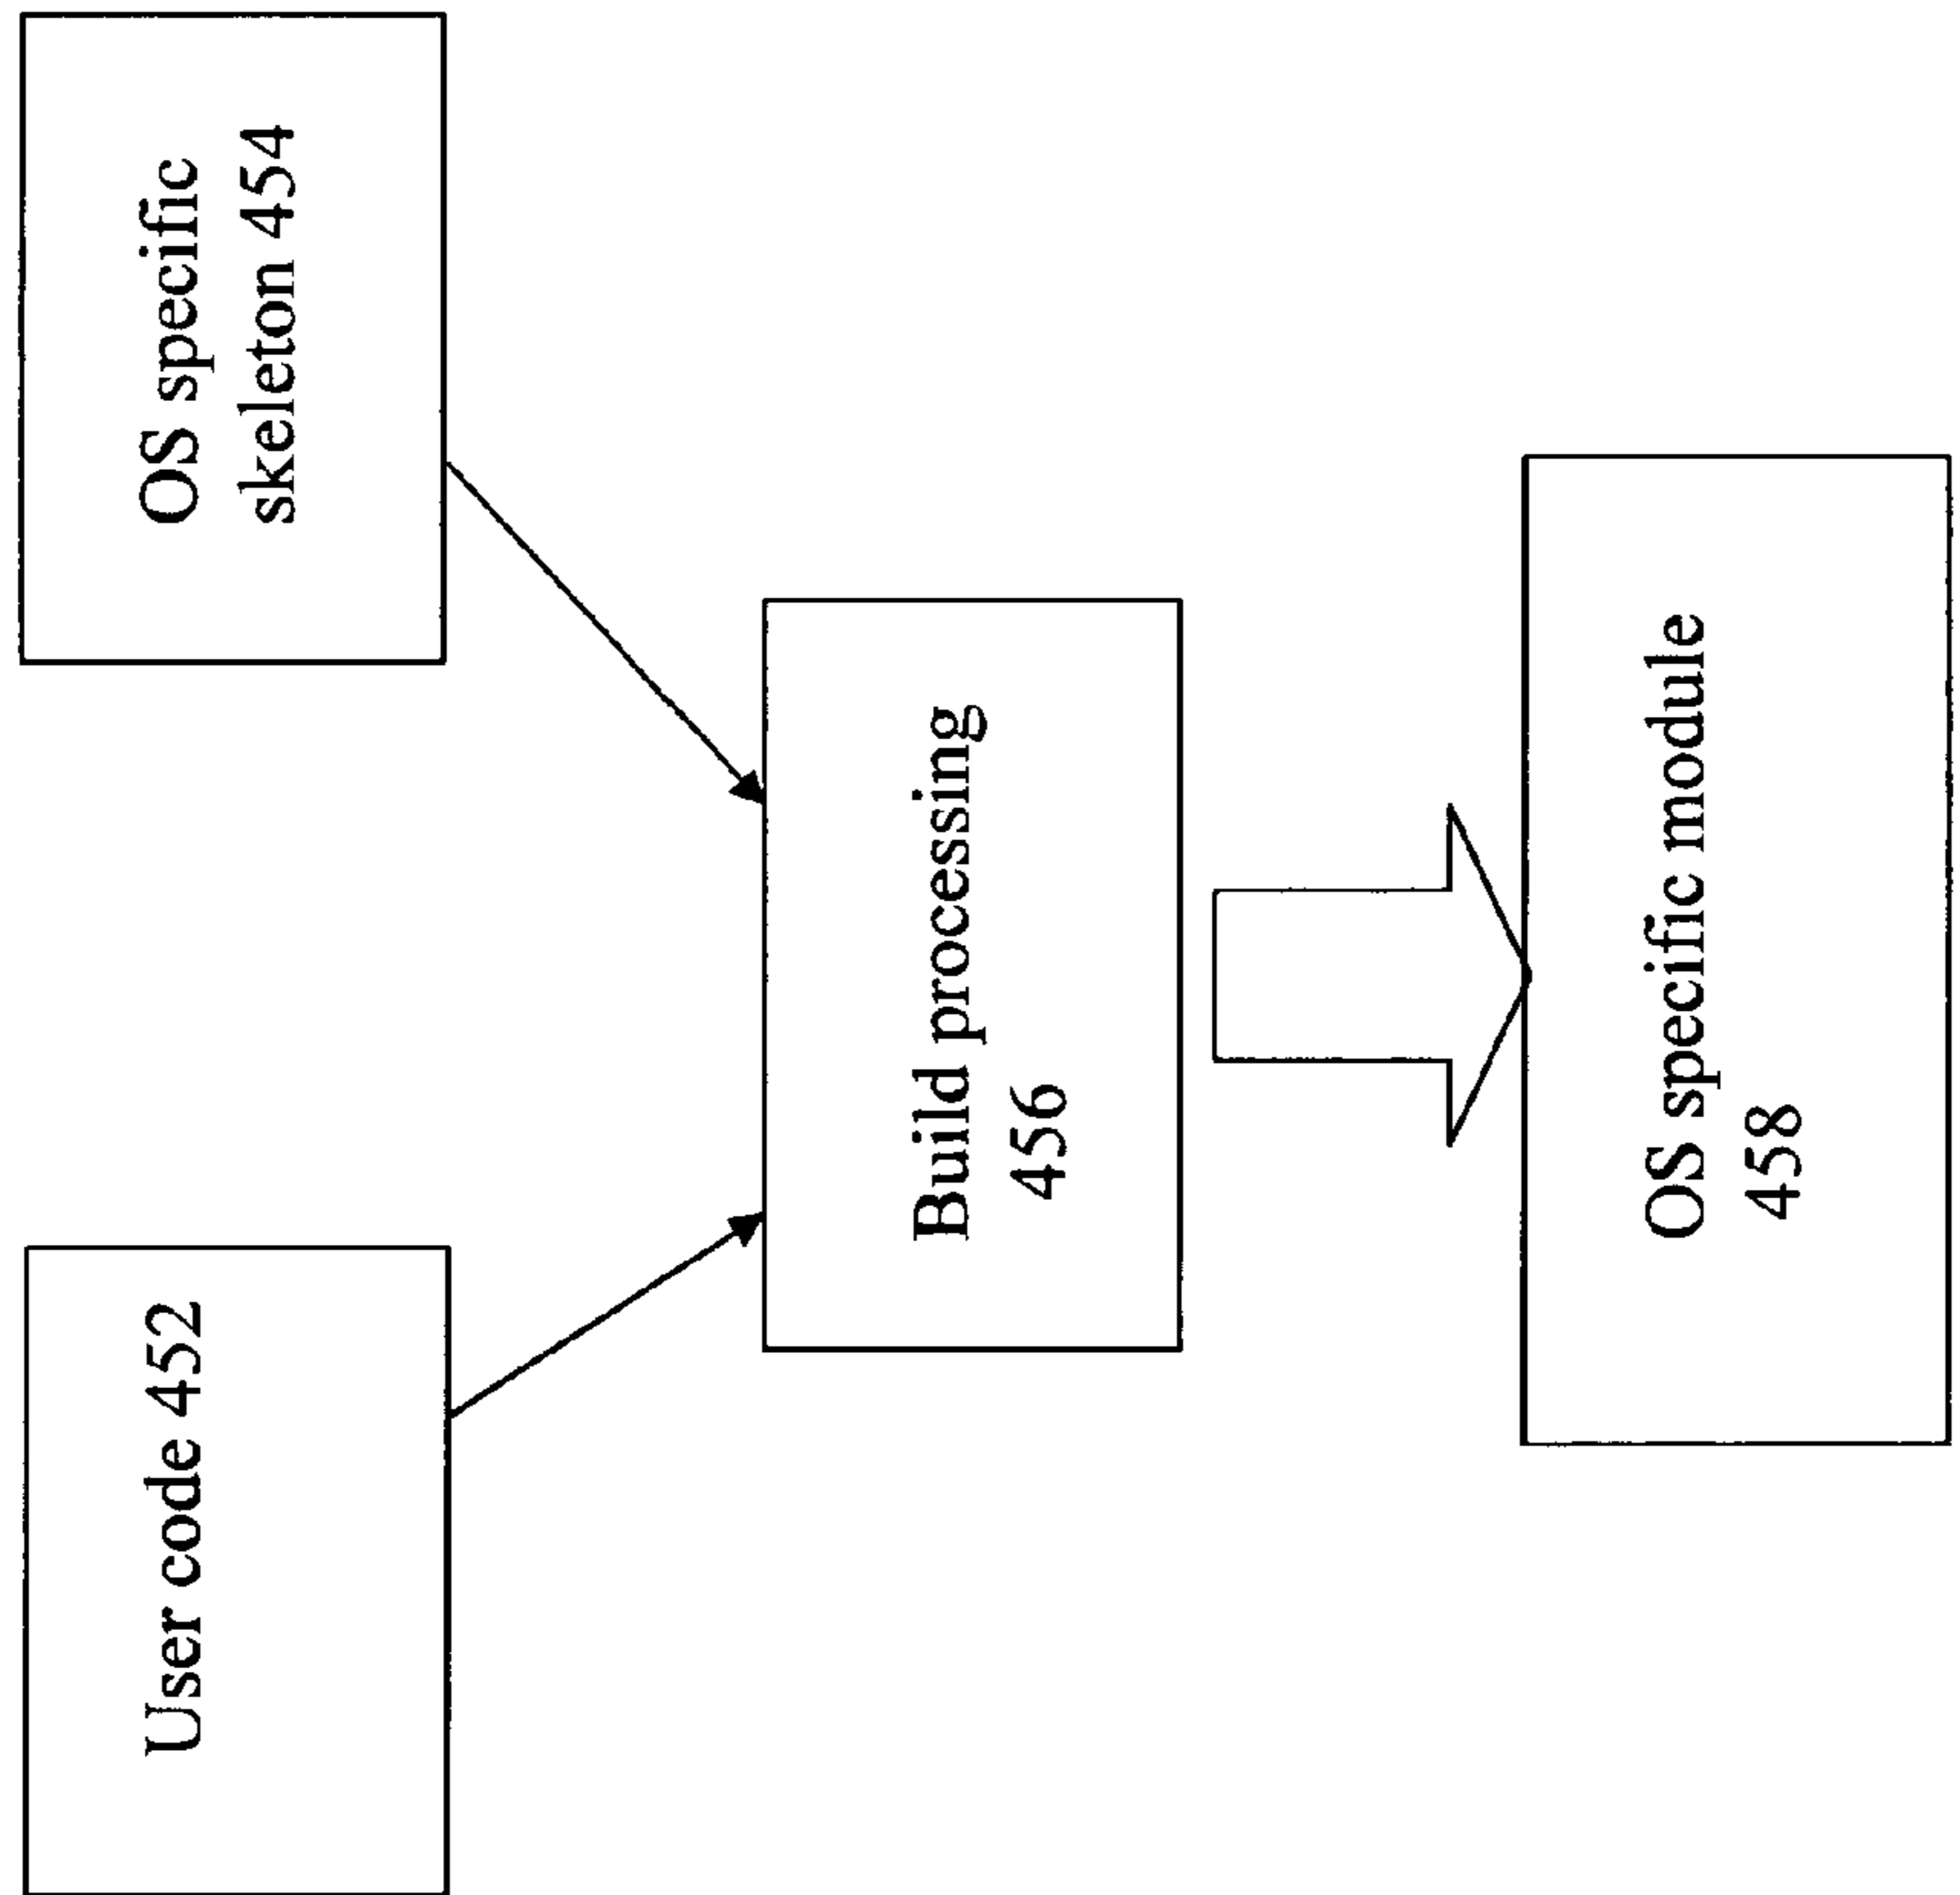 User code 452
OS specific
skeleton 454
Build processing
456
OS specific module
458